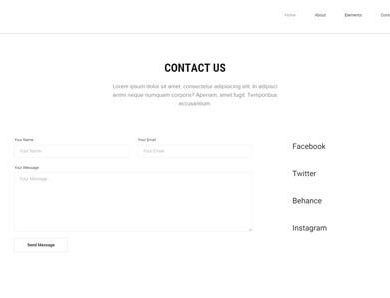 Home About Elements
CONTACT US
Lorem ipsum dolor sit amet, consectetur adipisicing elit. In adipisci
animi neque numquam corporis? Aperiam, amet fugit. Temporibus
accusantium.
Your Name Your Email
Your Name Your Email
Your Message
Your Message...
Send Message
Facebook
Twitter
Behance
Instagram